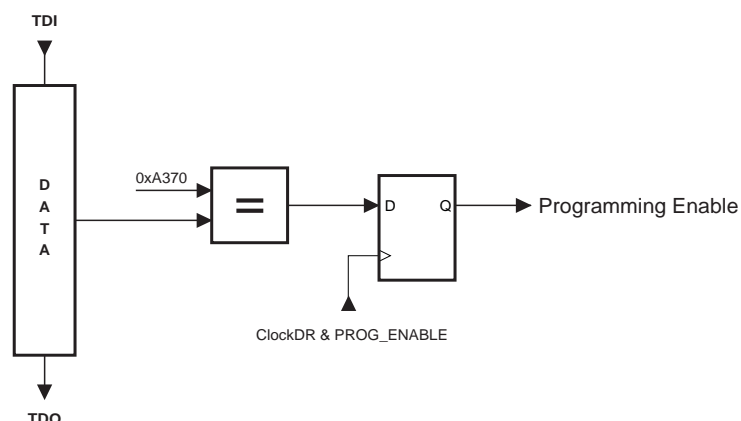 TDI
D
A
T
A
0xA370
=
D
Q
Programming Enable
ClockDR & PROG_ENABLE
TDO